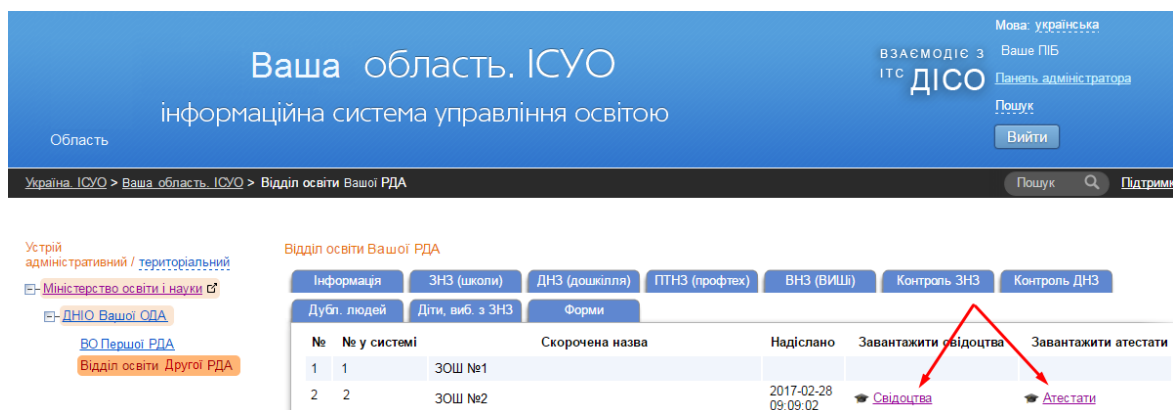 Мова: українська
Ваша область. ІСУО
ВЗАЄМОДІЄ З
ІТС ДІСО
Ваше ПІБ
Панель адміністратора
інформаційна система управління освітою
Пошук
Область
Вийти
Україна. ІСУО > Ваша область. ІСУО > Відділ освіти Вашої РДА
Пошук
Підтримк
Устрій
адміністративний / територіальний
Міністерство освіти і науки
ДНІО Вашої ОДА
ВО Першої РДА
Відділ освіти Другої РДА
Відділ освіти Вашої РДА
Інформація ЗНЗ (школи) ДНЗ (дошкілля) ПТНЗ (профтех) ВНЗ (ВИШі) Контроль ЗНЗ Контроль ДНЗ
Дубл. людей Діти, виб. з ЗНЗ Форми
№ № у системі Скорочена назва Надіслано Завантажити свідоцтва Завантажити атестати
1 1 ЗОШ №1
2 2 ЗОШ №2 2017-02-28 09:09:02 Свідоцтва Атестати